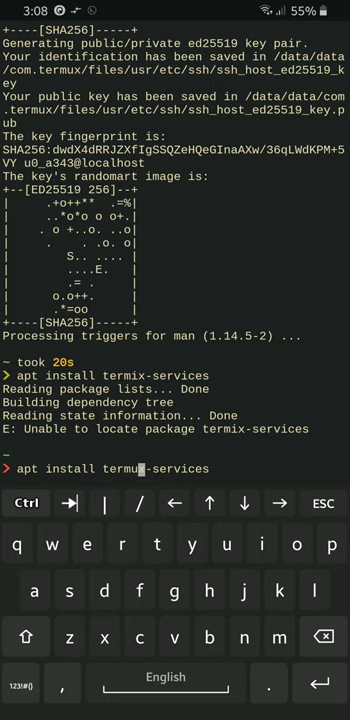 3:08 55%
+----[SHA256]-----+
Generating public/private ed25519 key pair.
Your identification has been saved in /data/data
/com.termux/files/usr/etc/ssh/ssh_host_ed25519_k
ey
Your public key has been saved in /data/data/com
.termux/files/usr/etc/ssh/ssh_host_ed25519_key.p
ub
The key fingerprint is:
SHA256:dwdX4dRRJZXfIgSSQZeHQeGInaAXw/36qLWdKPM+5
VY u0_a343@localhost
The key's randomart image is:
+--[ED25519 256]--+
|     .+o++**  .=%|
|     ..*o*o o o+.|
|    . o +..o. ..o|
|     .    . .o. o|
|        S.. .... |
|        ....E.   |
|        .= .     |
|      o.o++.     |
|      .*=oo      |
+----[SHA256]-----+
Processing triggers for man (1.14.5-2) ...
~ took 20s
> apt install termix-services
Reading package lists... Done
Building dependency tree
Reading state information... Done
E: Unable to locate package termix-services
~
> apt install termux-services
Ctrl →| | / ← ↑ ↓ → ESC
q w e r t y u i o p
a s d f g h j k l
z x c v b n m
123!#() , English .